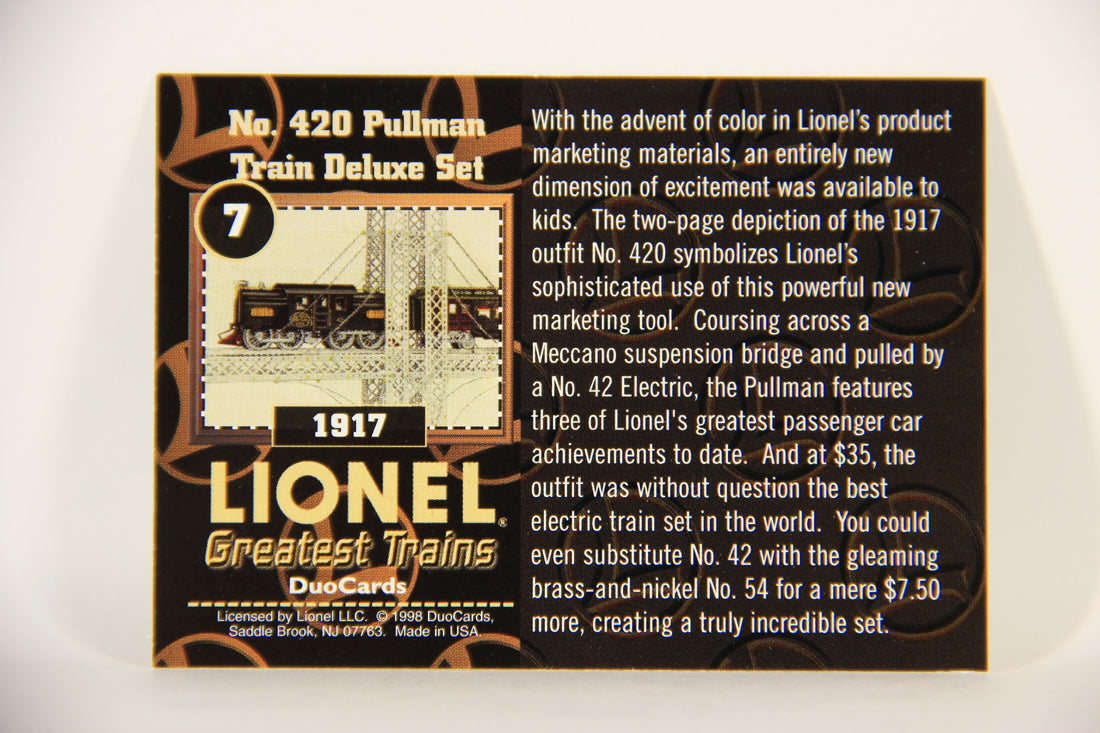 No. 420 Pullman
Train Deluxe Set
7
1917
LIONEL®
Greatest Trains
DuoCards
Licensed by Lionel LLC. © 1998 DuoCards,
Saddle Brook, NJ 07763. Made in USA.
With the advent of color in Lionel's product
marketing materials, an entirely new
dimension of excitement was available to
kids. The two-page depiction of the 1917
outfit No. 420 symbolizes Lionel's
sophisticated use of this powerful new
marketing tool. Coursing across a
Meccano suspension bridge and pulled by
a No. 42 Electric, the Pullman features
three of Lionel's greatest passenger car
achievements to date. And at $35, the
outfit was without question the best
electric train set in the world. You could
even substitute No. 42 with the gleaming
brass-and-nickel No. 54 for a mere $7.50
more, creating a truly incredible set.